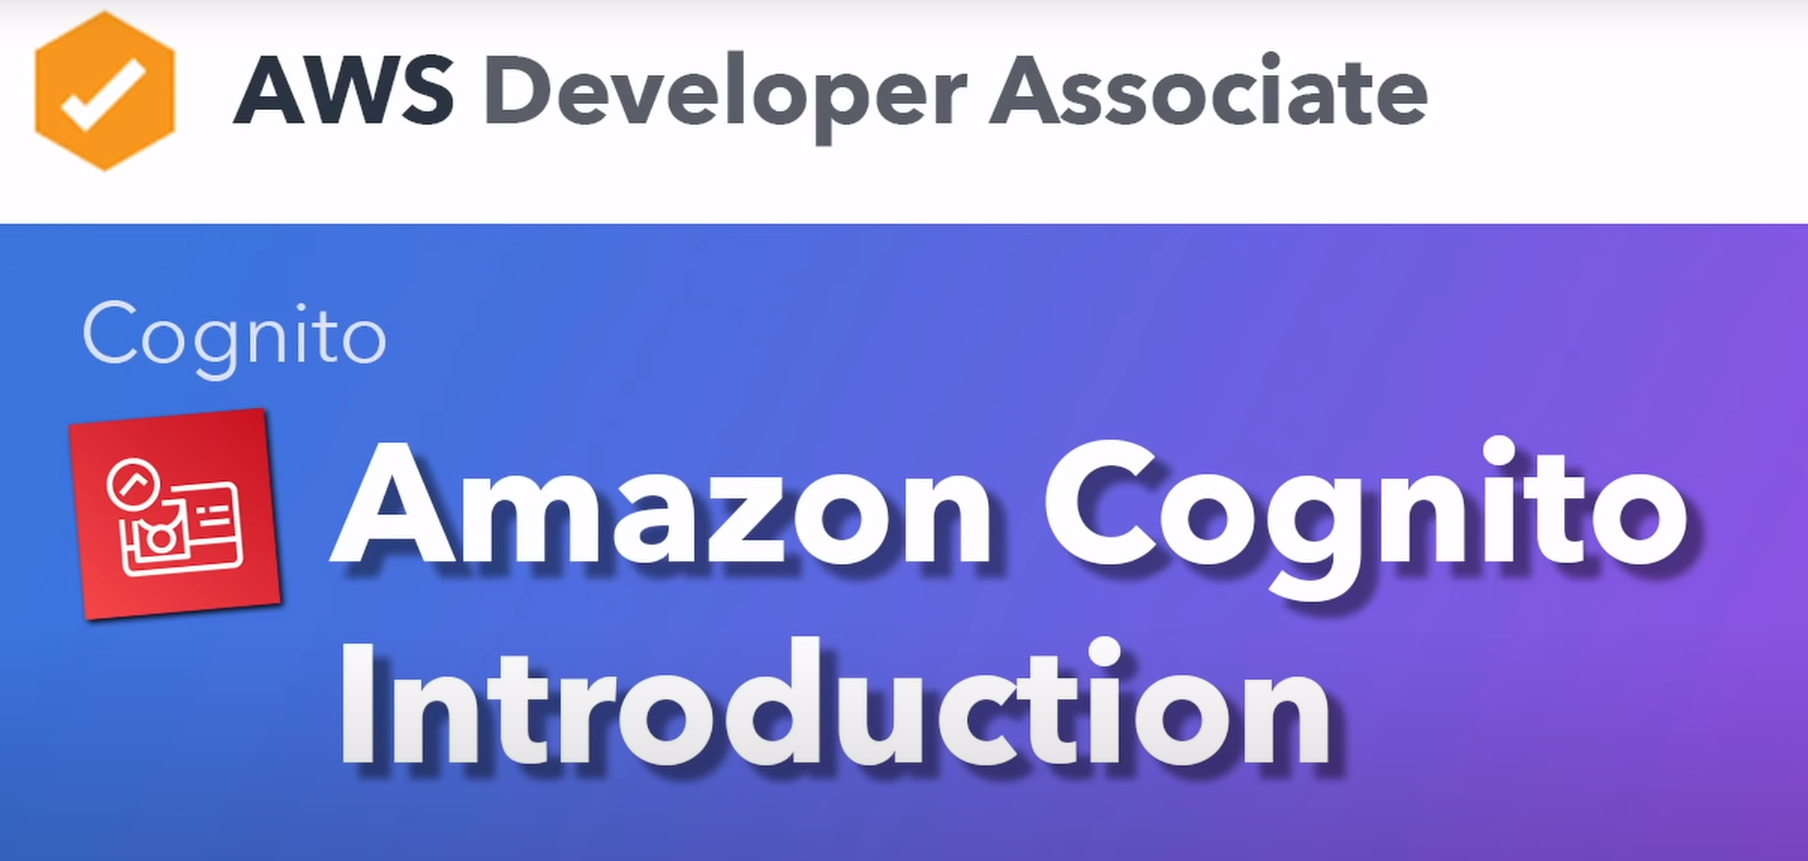 AWS Developer Associate
Cognito
Amazon Cognito
Introduction